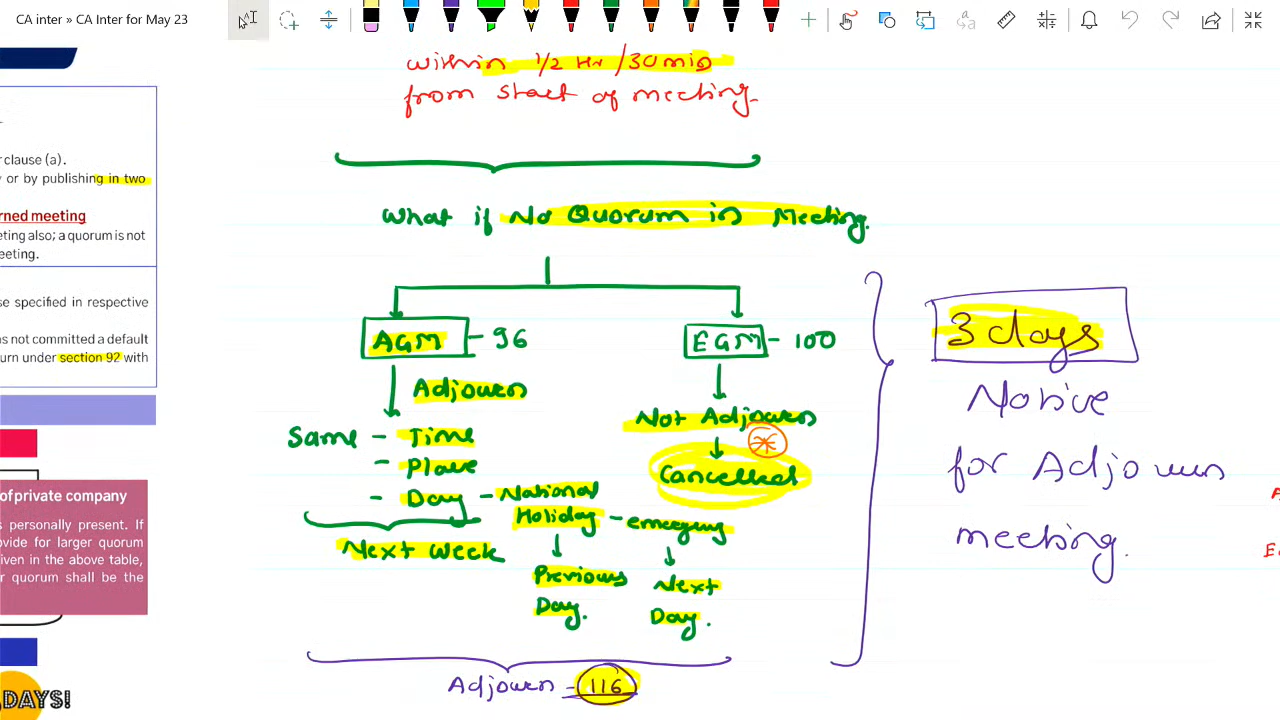 CA inter » CA Inter for May 23
within 1/2 Hr /30 min
from start of meeting.
r clause (a).
y or by publishing in two
rned meeting
eting also; a quorum is not
eeting.
se specified in respective
as not committed a default
urn under section 92 with
of private company
s personally present. If
ovide for larger quorum
iven in the above table,
r quorum shall be the
DAYS!
What if No Quorum in Meeting.
AGM - 96
EGM - 100
Adjourn
Not Adjourn
Cancelled
Same - Time
- Place
- Day - National
Holiday - emergency
Next Week
Previous
Day.
Next
Day.
Adjourn = 116
3 days
Notice
for Adjourn
meeting.